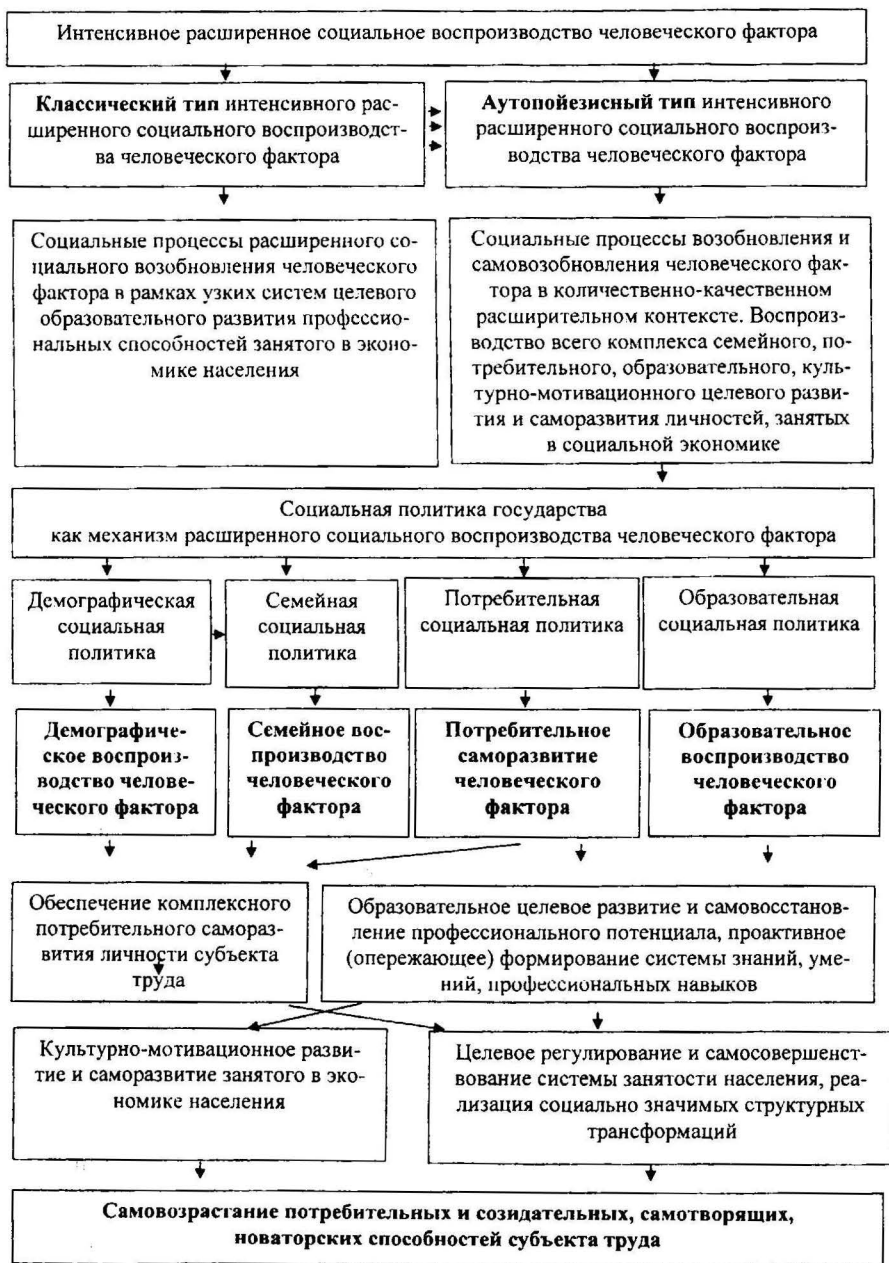 Интенсивное расширенное социальное воспроизводство человеческого фактора
Классический тип интенсивного рас-
ширенного социального воспроизводст-
ва человеческого фактора
Аутопойезисный тип интенсивного
расширенного социального воспроиз-
водства человеческого фактора
Социальные процессы расширенного со-
циального возобновления человеческого
фактора в рамках узких систем целевого
образовательного развития профессио-
нальных способностей занятого в эконо-
мике населения
Социальные процессы возобновления и
самовозобновления человеческого фак-
тора в количественно-качественном
расширительном контексте. Воспроиз-
водство всего комплекса семейного, по-
требительного, образовательного, куль-
турно-мотивационного целевого разви-
тия и саморазвития личностей, занятых
в социальной экономике
Социальная политика государства
как механизм расширенного социального воспроизводства человеческого фактора
Демографическая
социальная
политика
Семейная
социальная
политика
Потребительная
социальная политика
Образовательная
социальная политика
Демографиче-
ское воспроиз-
водство челове-
ческого фактора
Семейное вос-
производство
человеческого
фактора
Потребительное
саморазвитие
человеческого
фактора
Образовательное
воспроизводство
человеческого
фактора
Обеспечение комплексного
потребительного самораз-
вития личности субъекта
труда
Образовательное целевое развитие и самовосстанов-
ление профессионального потенциала, проактивное
(опережающее) формирование системы знаний, уме-
ний, профессиональных навыков
Культурно-мотивационное разви-
тие и саморазвитие занятого в эко-
номике населения
Целевое регулирование и самосовершенст-
вование системы занятости населения, реа-
лизация социально значимых структурных
трансформаций
Самовозрастание потребительных и созидательных, самотворящих,
новаторских способностей субъекта труда